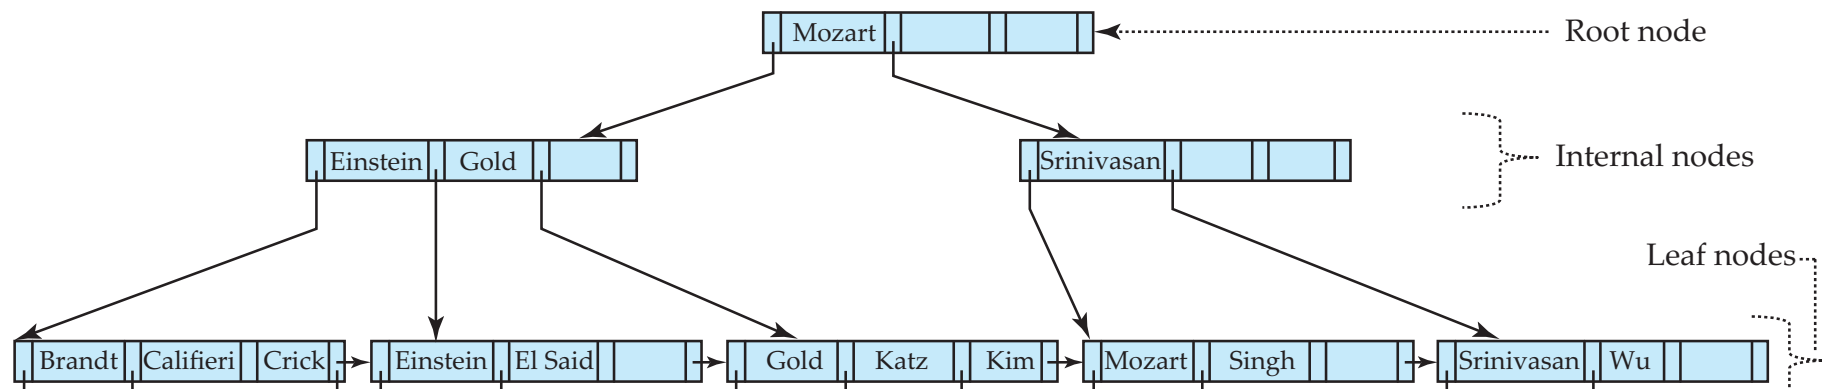 Mozart
Root node
Einstein Gold
Srinivasan
Internal nodes
Leaf nodes
Brandt Califieri Crick Einstein El Said Gold Katz Kim Mozart Singh Srinivasan Wu